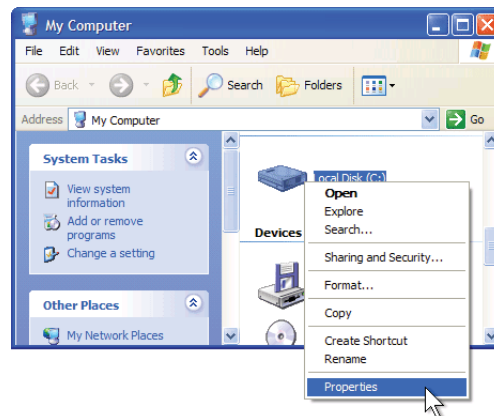 My Computer
File Edit View Favorites Tools Help
Back Search Folders
Address My Computer Go
System Tasks
View system
information
Add or remove
programs
Change a setting
Other Places
My Network Places
ocal Disk (C:)
Devices
Open
Explore
Search...
Sharing and Security...
Format...
Copy
Create Shortcut
Rename
Properties